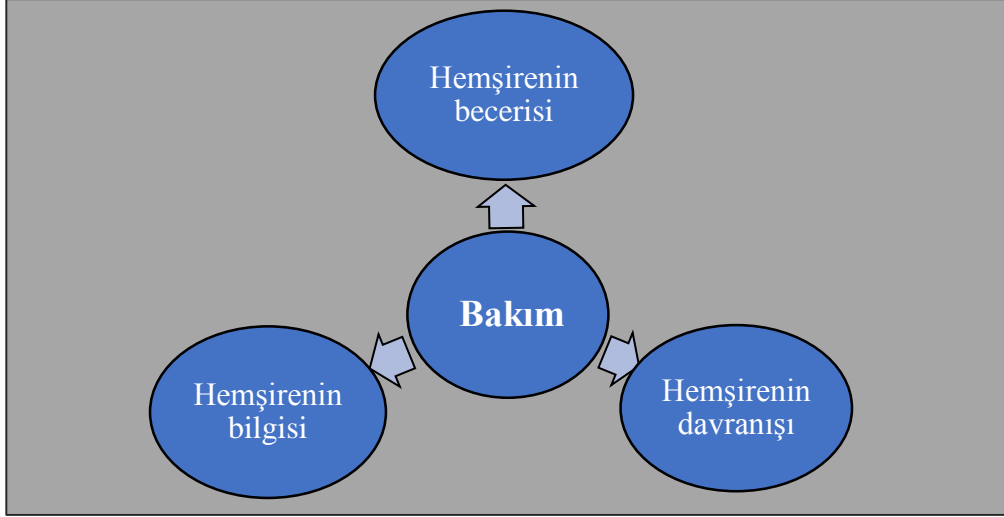 Hemşirenin
becerisi
Bakım
Hemşirenin
bilgisi
Hemşirenin
davranışı